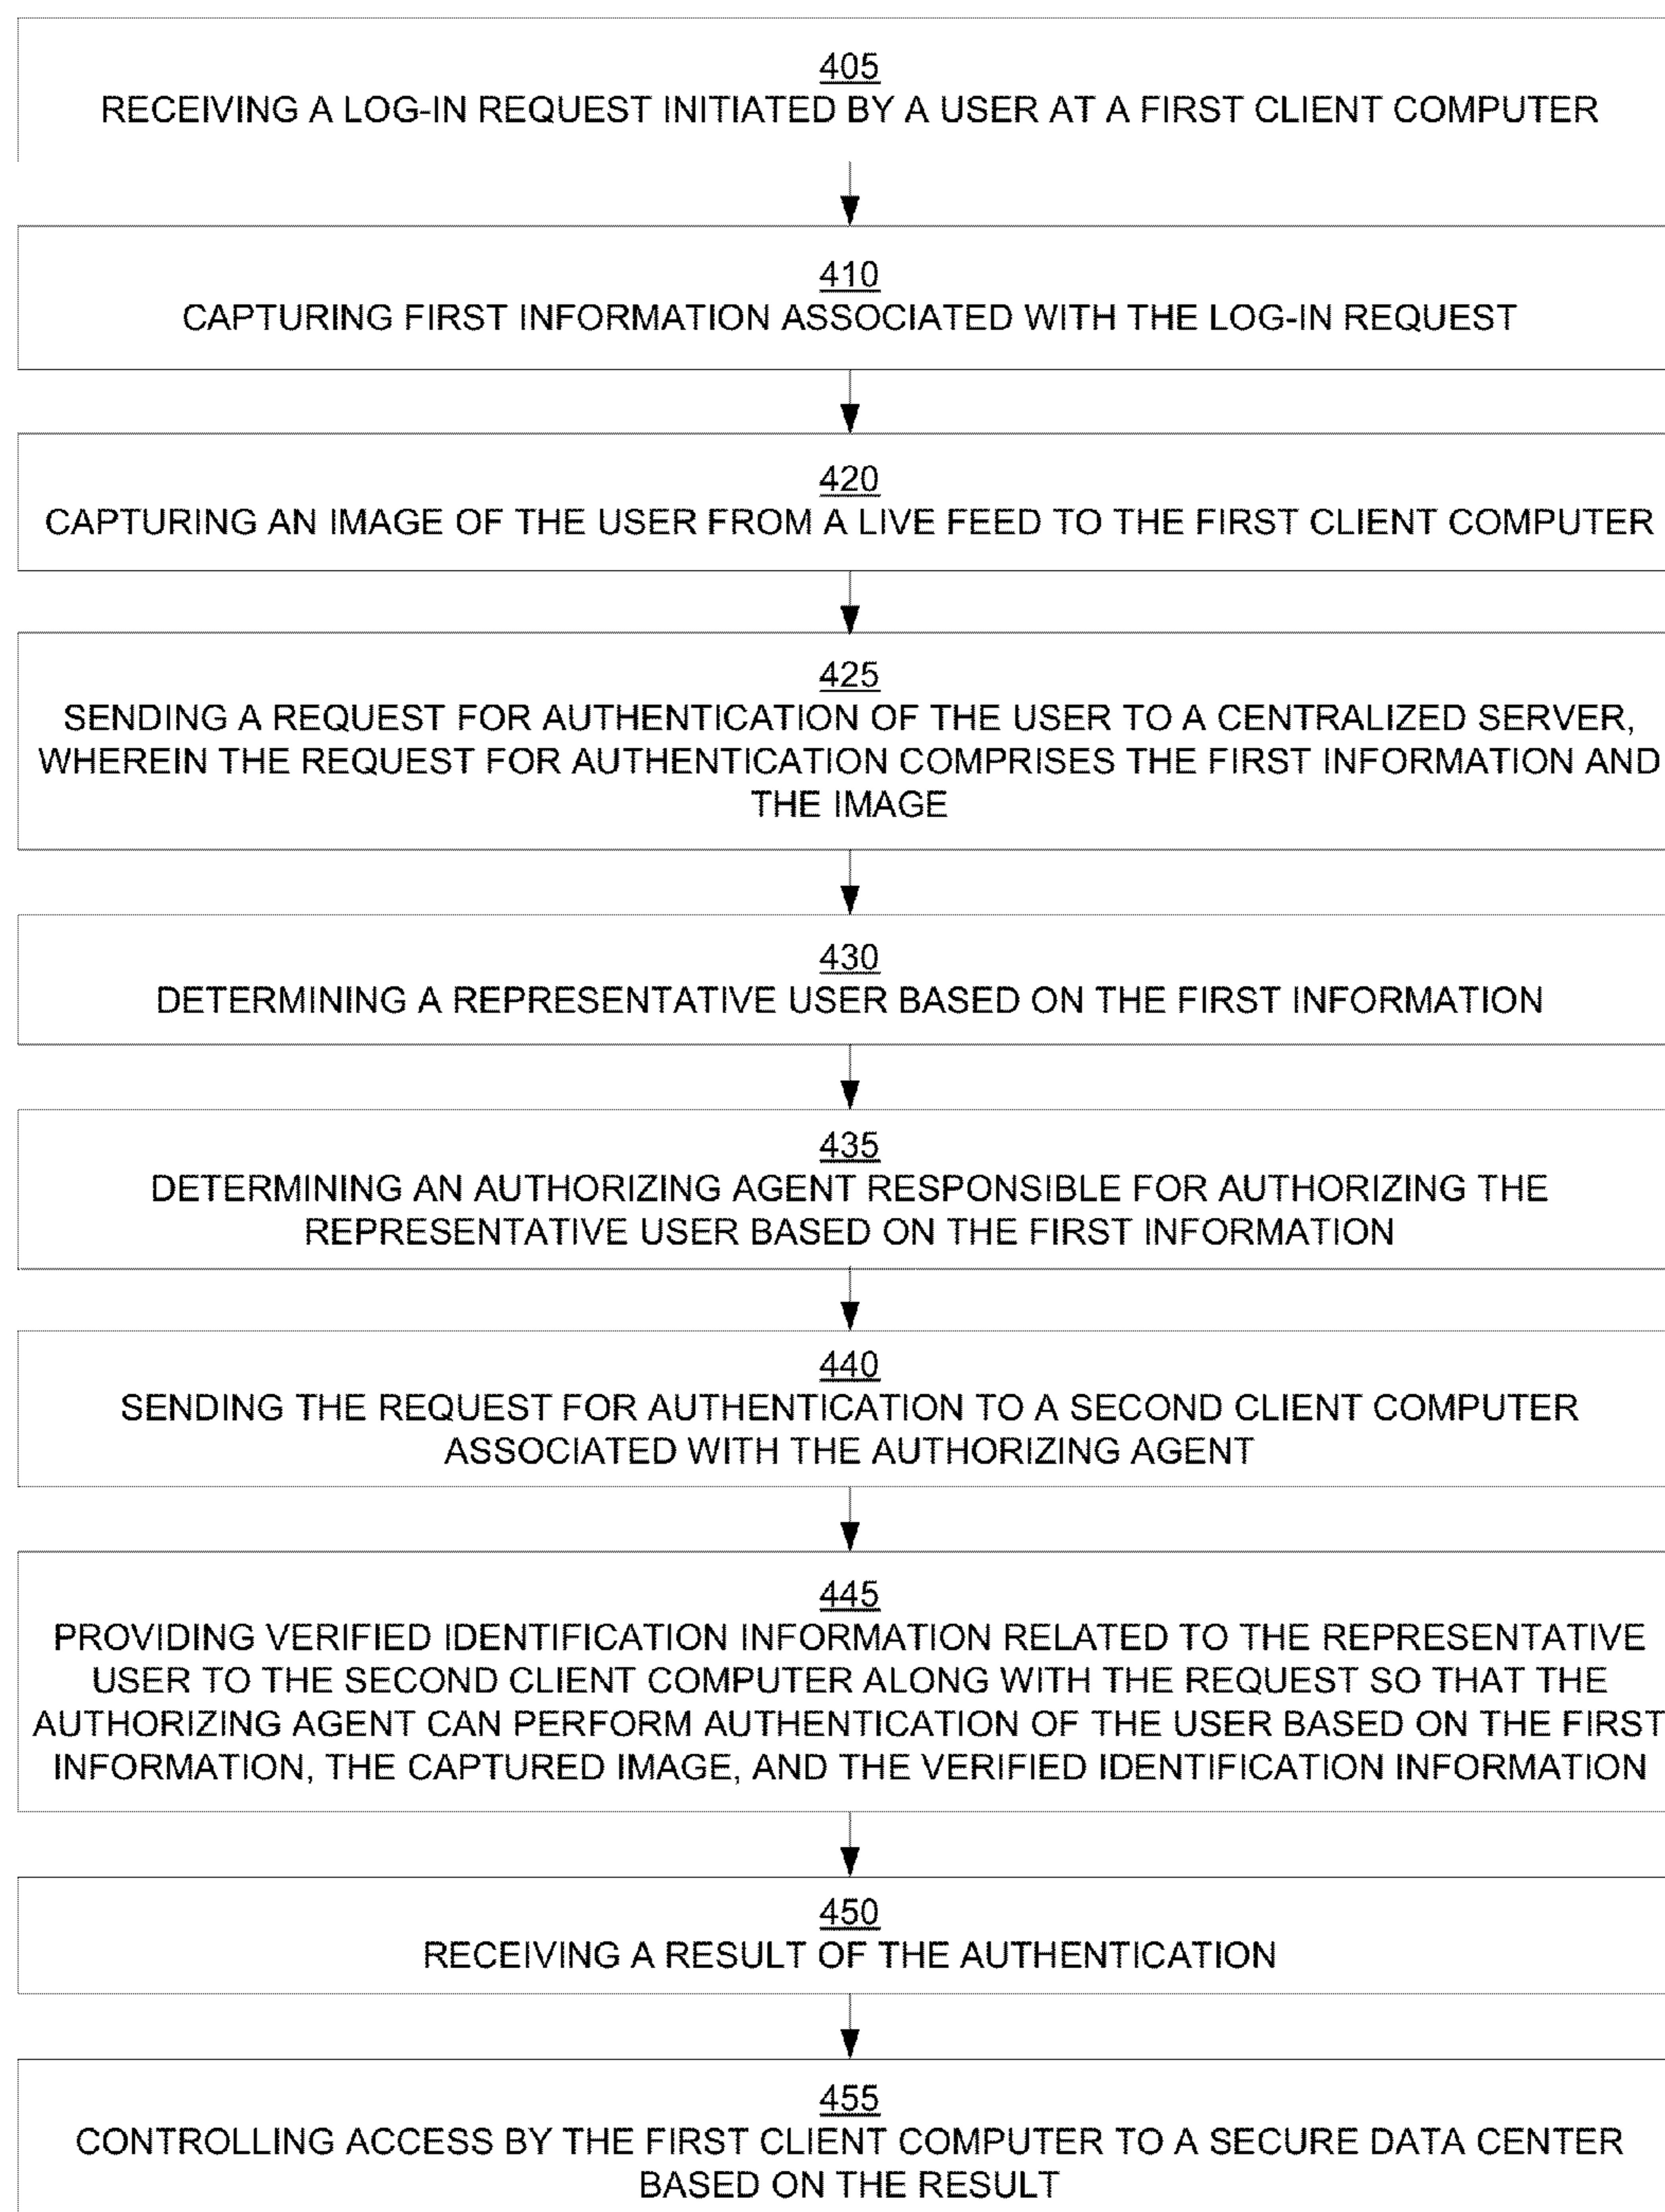 405
RECEIVING A LOG-IN REQUEST INITIATED BY A USER AT A FIRST CLIENT COMPUTER
410
CAPTURING FIRST INFORMATION ASSOCIATED WITH THE LOG-IN REQUEST
420
CAPTURING AN IMAGE OF THE USER FROM A LIVE FEED TO THE FIRST CLIENT COMPUTER
425
SENDING A REQUEST FOR AUTHENTICATION OF THE USER TO A CENTRALIZED SERVER,
WHEREIN THE REQUEST FOR AUTHENTICATION COMPRISES THE FIRST INFORMATION AND
THE IMAGE
430
DETERMINING A REPRESENTATIVE USER BASED ON THE FIRST INFORMATION
435
DETERMINING AN AUTHORIZING AGENT RESPONSIBLE FOR AUTHORIZING THE
REPRESENTATIVE USER BASED ON THE FIRST INFORMATION
440
SENDING THE REQUEST FOR AUTHENTICATION TO A SECOND CLIENT COMPUTER
ASSOCIATED WITH THE AUTHORIZING AGENT
445
PROVIDING VERIFIED IDENTIFICATION INFORMATION RELATED TO THE REPRESENTATIVE
USER TO THE SECOND CLIENT COMPUTER ALONG WITH THE REQUEST SO THAT THE
AUTHORIZING AGENT CAN PERFORM AUTHENTICATION OF THE USER BASED ON THE FIRST
INFORMATION, THE CAPTURED IMAGE, AND THE VERIFIED IDENTIFICATION INFORMATION
450
RECEIVING A RESULT OF THE AUTHENTICATION
455
CONTROLLING ACCESS BY THE FIRST CLIENT COMPUTER TO A SECURE DATA CENTER
BASED ON THE RESULT